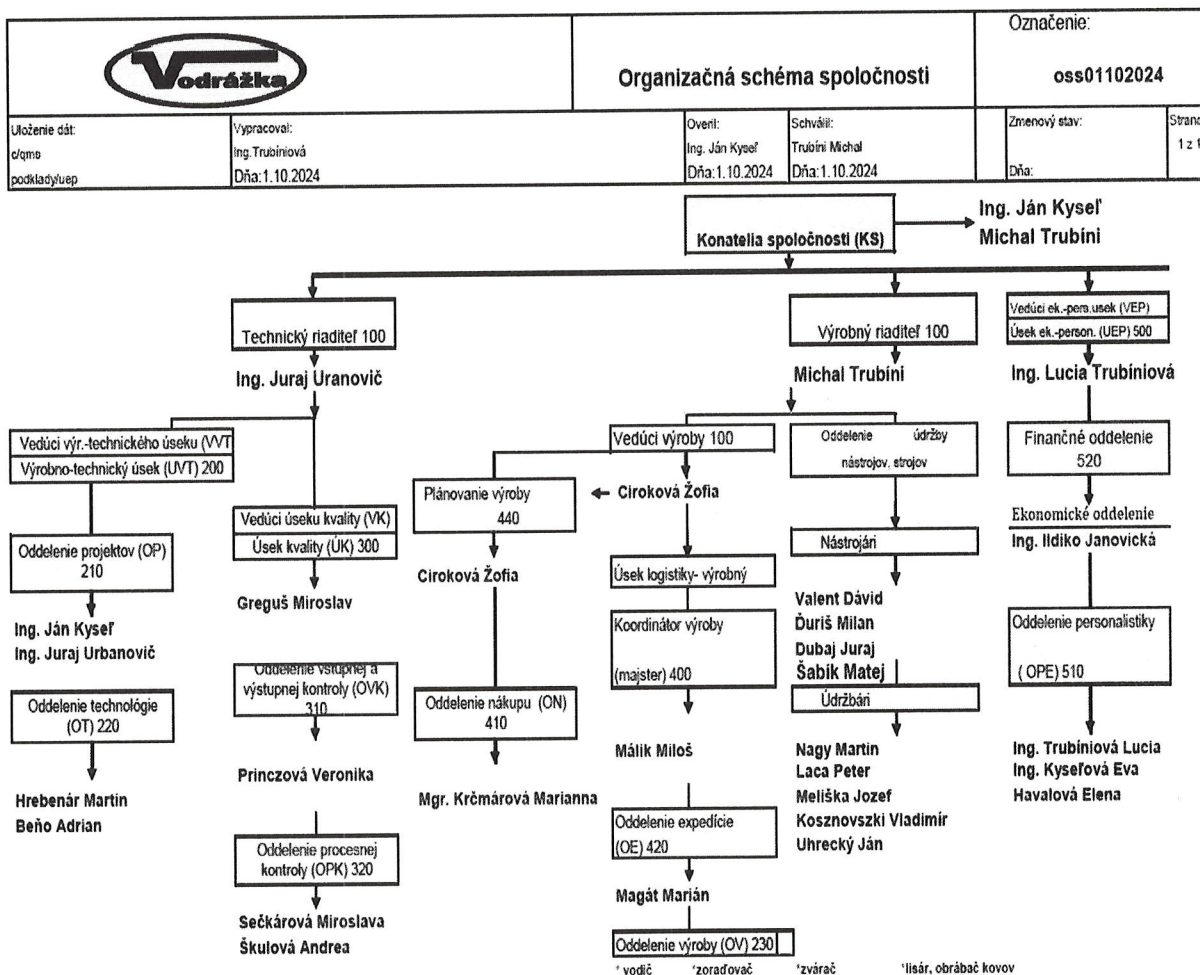 Vodrážka
Organizačná schéma spoločnosti
Označenie:
oss01102024
Uloženie dát:
c/qms
podklady/uep
Vypracoval:
Ing.Trubíniová
Dňa:1.10.2024
Overil:
Ing. Ján Kyseľ
Dňa:1.10.2024
Schválil:
Trubíni Michal
Dňa:1.10.2024
Zmenový stav:
Dňa:
Strana
1 z 1
Konatelia spoločnosti (KS)
Ing. Ján Kyseľ
Michal Trubíni
Technický riaditeľ 100
Ing. Juraj Uranovič
Výrobný riaditeľ 100
Michal Trubíni
Vedúci ek.-pers.usek (VEP)
Úsek ek.-person. (UEP) 500
Ing. Lucia Trubíniová
Vedúci výr.-technického úseku (VVT
Výrobno-technický úsek (UVT) 200
Oddelenie projektov (OP)
210
Ing. Ján Kyseľ
Ing. Juraj Urbanovič
Oddelenie technológie
(OT) 220
Hrebenár Martin
Beňo Adrian
Vedúci úseku kvality (VK)
Úsek kvality (ÚK) 300
Greguš Miroslav
Oddelenie vstupnej a
výstupnej kontroly (OVK)
310
Princzová Veronika
Oddelenie procesnej
kontroly (OPK) 320
Sečkárová Miroslava
Škulová Andrea
Plánovanie výroby
440
Ciroková Žofia
Oddelenie nákupu (ON)
410
Mgr. Krčmárová Marianna
Vedúci výroby 100
Ciroková Žofia
Úsek logistiky- výrobný
Koordinátor výroby
(majster) 400
Málik Miloš
Oddelenie expedície
(OE) 420
Magát Marián
Oddelenie výroby (OV) 230
* vodič *zoraďovač *zvárač *lisár, obrábač kovov
Oddelenie údržby
nástrojov, strojov
Nástrojári
Valent Dávid
Ďuriš Milan
Dubaj Juraj
Šabík Matej
Údržbári
Nagy Martin
Laca Peter
Meliška Jozef
Kosznovszki Vladimír
Uhrecký Ján
Finančné oddelenie
520
Ekonomické oddelenie
Ing. Ildiko Janovická
Oddelenie personalistiky
( OPE) 510
Ing. Trubíniová Lucia
Ing. Kyseľová Eva
Havalová Elena